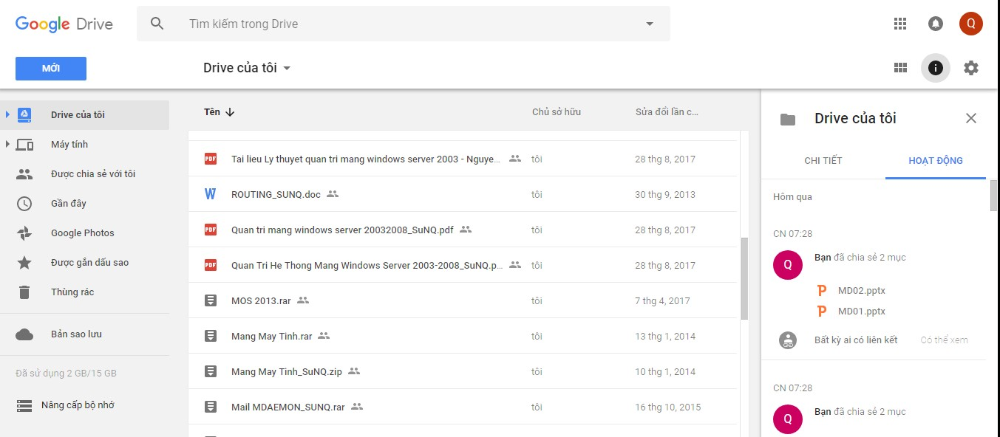 Google Drive
Tìm kiếm trong Drive
Q
MỚI
Drive của tôi
Drive của tôi
Máy tính
Được chia sẻ với tôi
Gần đây
Google Photos
Được gắn dấu sao
Thùng rác
Bản sao lưu
Đã sử dụng 2 GB/15 GB
Nâng cấp bộ nhớ
Tên Chủ sở hữu Sửa đổi lần c...
PDF Tai lieu Ly thuyet quan tri mang windows server 2003 - Nguye... tôi 28 thg 8, 2017
W ROUTING_SUNQ.doc tôi 30 thg 9, 2013
PDF Quan tri mang windows server 20032008_SuNQ.pdf tôi 28 thg 8, 2017
PDF Quan Tri He Thong Mang Windows Server 2003-2008_SuNQ.p... tôi 28 thg 8, 2017
MOS 2013.rar tôi 7 thg 4, 2017
Mang May Tinh.rar tôi 13 thg 1, 2014
Mang May Tinh_SuNQ.zip tôi 10 thg 1, 2014
Mail MDAEMON_SUNQ.rar tôi 16 thg 10, 2015
Drive của tôi
CHI TIẾT HOẠT ĐỘNG
Hôm qua
CN 07:28
Q Bạn đã chia sẻ 2 mục
P MD02.pptx
P MD01.pptx
Bất kỳ ai có liên kết Có thể xem
CN 07:28
Q Bạn đã chia sẻ 2 mục